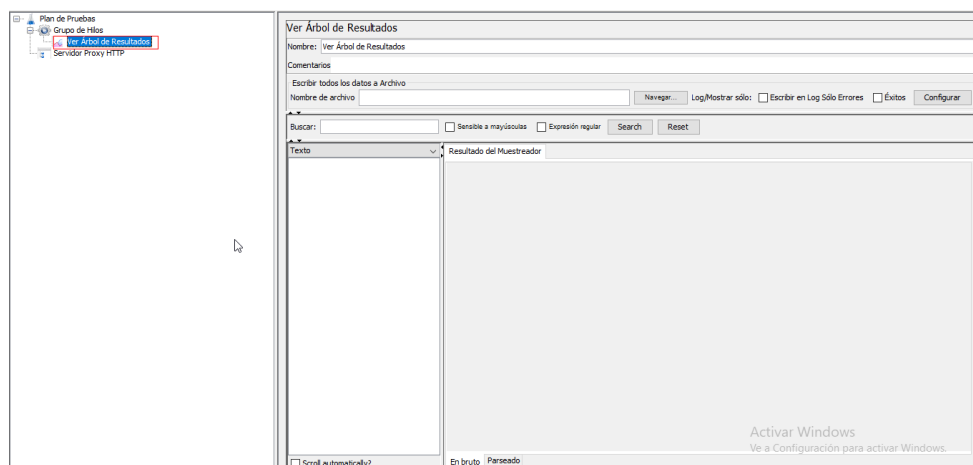 Plan de Pruebas
Grupo de Hilos
Ver Árbol de Resultados
Servidor Proxy HTTP
Ver Árbol de Resultados
Nombre: Ver Árbol de Resultados
Comentarios
Escribir todos los datos a Archivo
Nombre de archivo Navegar... Log/Mostrar sólo: Escribir en Log Sólo Errores Éxitos Configurar
Buscar: Sensible a mayúsculas Expresión regular Search Reset
Texto Resultado del Muestreador
Activar Windows
Ve a Configuración para activar Windows.
Scroll automatically? En bruto Parseado